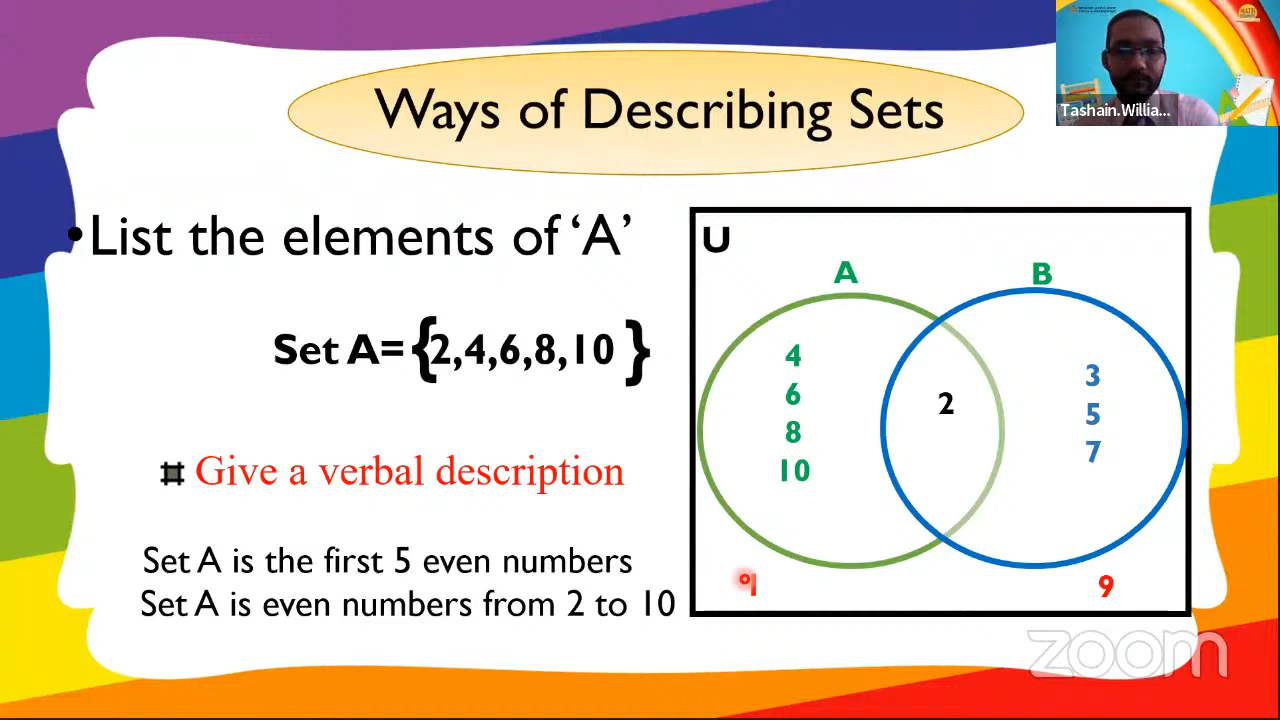 Ways of Describing Sets
Tashain.Willia...
•List the elements of ‘A’
Set A= {2,4,6,8,10 }
Give a verbal description
Set A is the first 5 even numbers
Set A is even numbers from 2 to 10
U
A
B
4
6
8
10
2
3
5
7
9
zoom